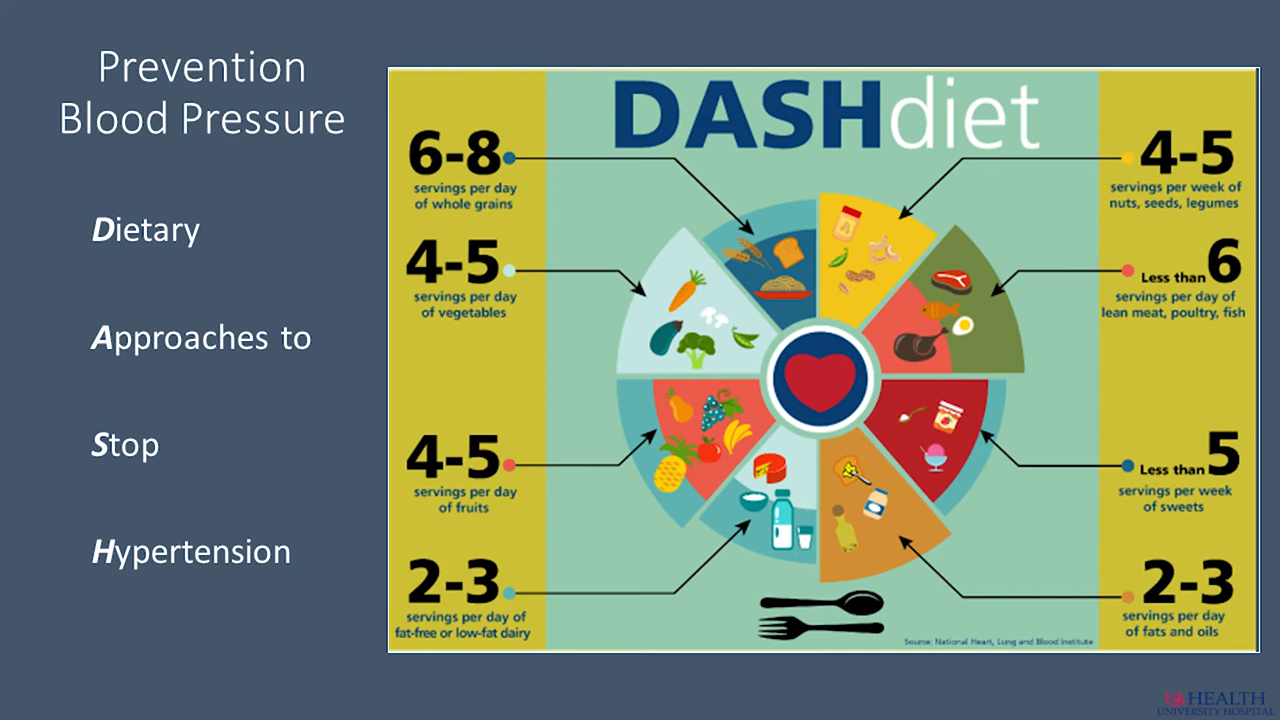 Prevention
Blood Pressure
Dietary
Approaches to
Stop
Hypertension
DASHdiet
6-8
servings per day
of whole grains
4-5
servings per day
of vegetables
4-5
servings per day
of fruits
2-3
servings per day of
fat-free or low-fat dairy
4-5
servings per week of
nuts, seeds, legumes
Less than 6
servings per day of
lean meat, poultry, fish
Less than 5
servings per week
of sweets
2-3
servings per day
of fats and oils
Source: National Heart, Lung and Blood Institute
USA HEALTH
UNIVERSITY HOSPITAL